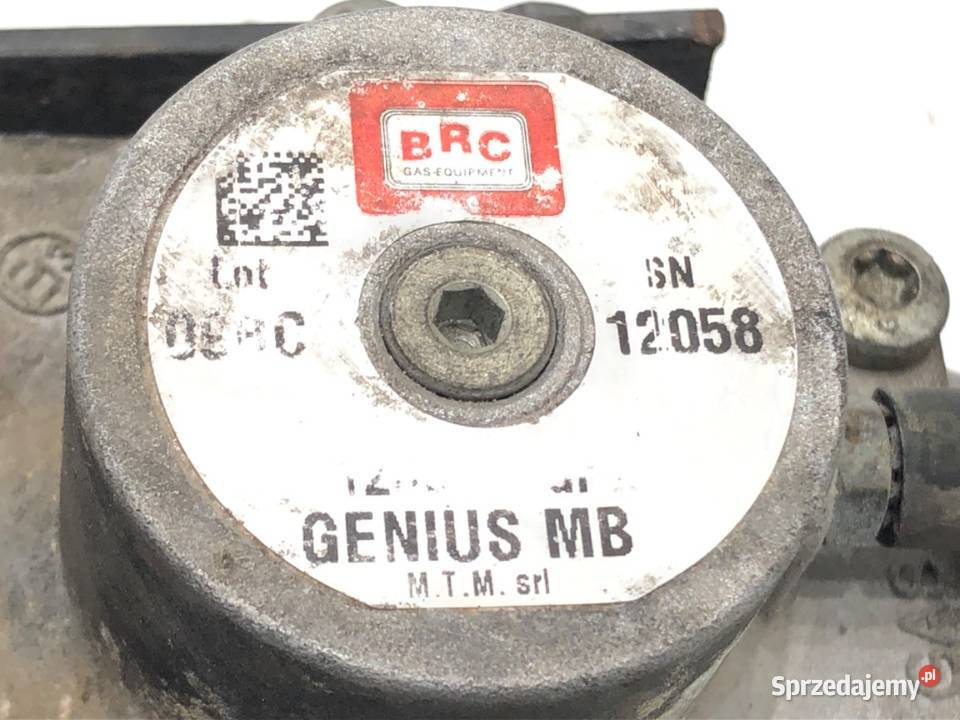 BRC
GAS EQUIPMENT
Lot
SN
12058
GENIUS MB
M.T.M. srl
Sprzedajemy.pl